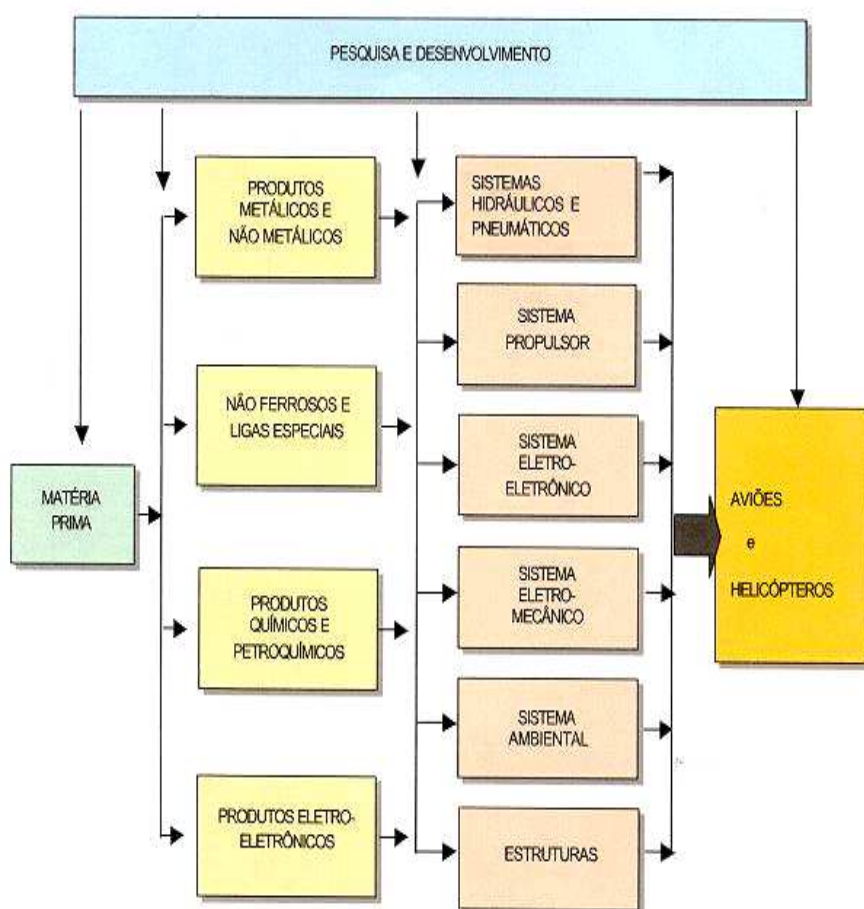 PESQUISA E DESENVOLVIMENTO
MATÉRIA
PRIMA
PRODUTOS
METÁLICOS E
NÃO METÁLICOS
NÃO FERROSOS E
LIGAS ESPECIAIS
PRODUTOS
QUÍMICOS E
PETROQUÍMICOS
PRODUTOS ELETRO-
ELETRÔNICOS
SISTEMAS
HIDRÁULICOS E
PNEUMÁTICOS
SISTEMA
PROPULSOR
SISTEMA
ELETRO-
ELETRÔNICO
SISTEMA
ELETRO-
MECÂNICO
SISTEMA
AMBIENTAL
ESTRUTURAS
AVIÕES
e
HELICÓPTEROS